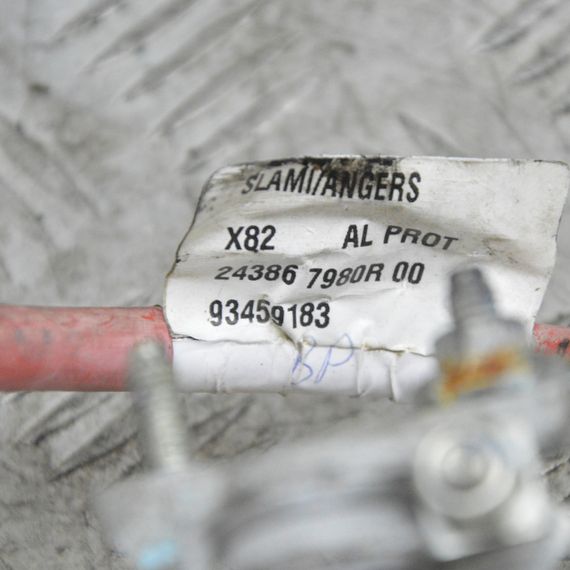 SLAMI/ANGERS
X82 AL PROT
24386 7980R 00
93459183
BP